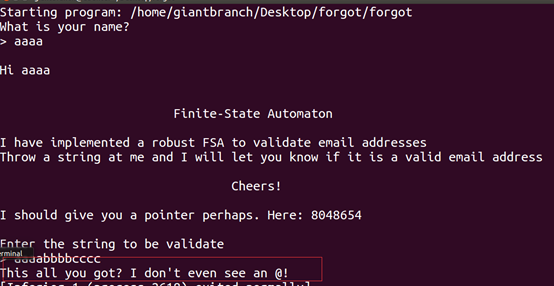 Starting program: /home/giantbranch/Desktop/forgot/forgot
What is your name?
> aaaa
Hi aaaa
Finite-State Automaton
I have implemented a robust FSA to validate email addresses
Throw a string at me and I will let you know if it is a valid email address
Cheers!
I should give you a pointer perhaps. Here: 8048654
Enter the string to be validate
rminal
> aaaabbbbcccc
This all you got? I don't even see an @!
[Inferior 1 (process 2618) exited normally]